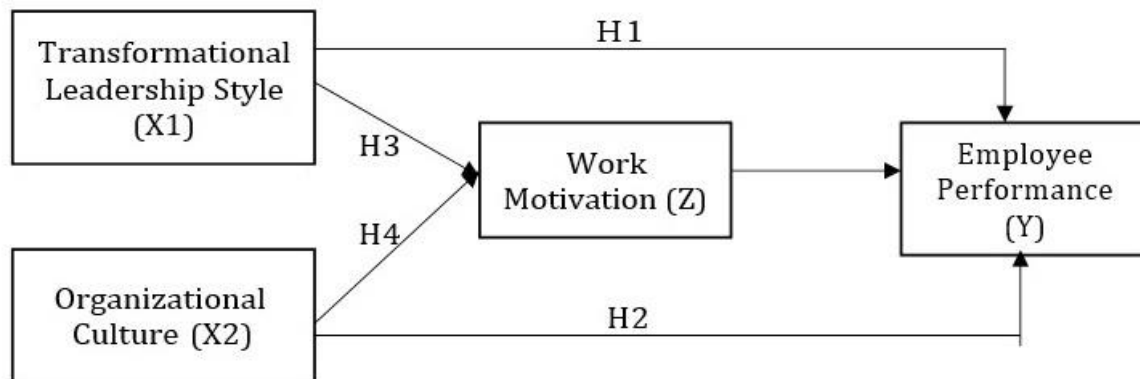 Transformational
Leadership Style
(X1)
H1
H3
Work
Motivation (Z)
Employee
Performance
(Y)
H4
Organizational
Culture (X2)
H2